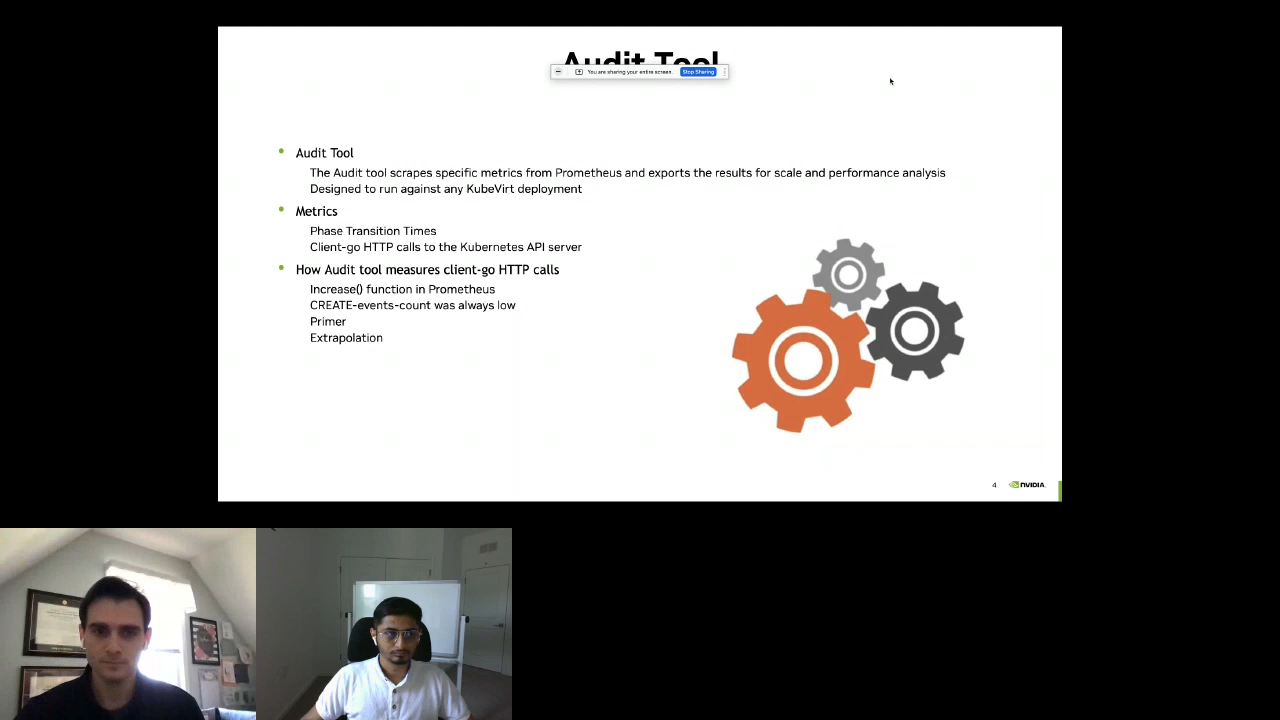 Audit Tool
You are sharing your entire screen.
Stop Sharing
Audit Tool
The Audit tool scrapes specific metrics from Prometheus and exports the results for scale and performance analysis
Designed to run against any KubeVirt deployment
Metrics
Phase Transition Times
Client-go HTTP calls to the Kubernetes API server
How Audit tool measures client-go HTTP calls
Increase() function in Prometheus
CREATE-events-count was always low
Primer
Extrapolation
4
NVIDIA